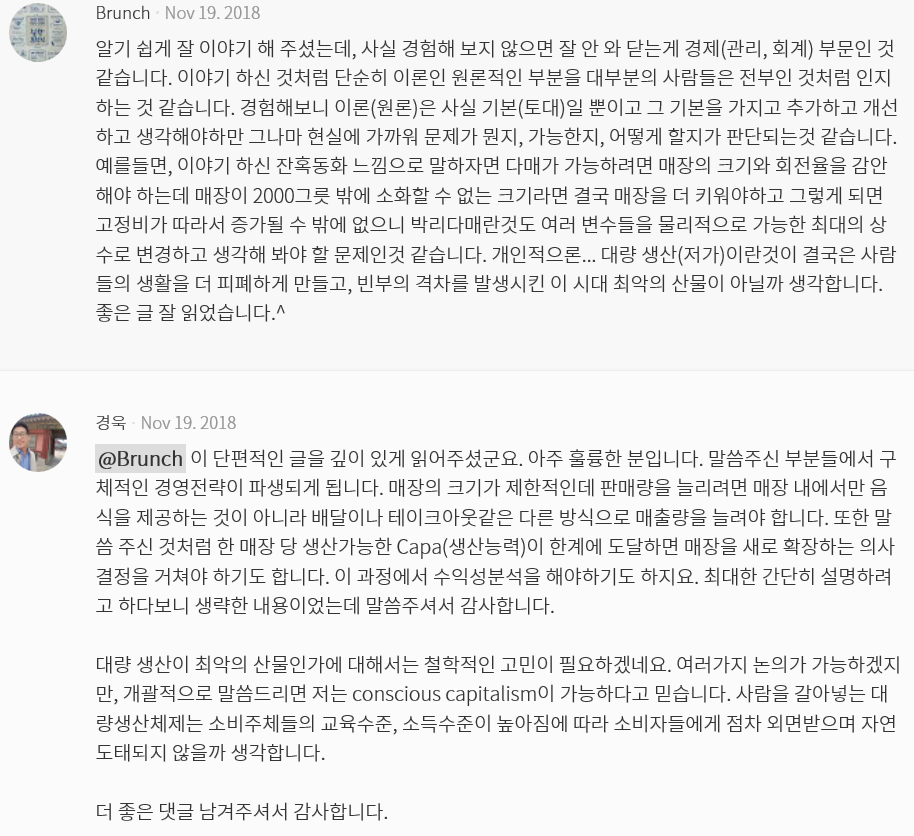 Brunch · Nov 19. 2018
알기 쉽게 잘 이야기 해 주셨는데, 사실 경험해 보지 않으면 잘 안 와 닫는게 경제(관리, 회계) 부문인 것
같습니다. 이야기 하신 것처럼 단순히 이론인 원론적인 부분을 대부분의 사람들은 전부인 것처럼 인지
하는 것 같습니다. 경험해보니 이론(원론)은 사실 기본(토대)일 뿐이고 그 기본을 가지고 추가하고 개선
하고 생각해야하만 그나마 현실에 가까워 문제가 뭔지, 가능한지, 어떻게 할지가 판단되는것 같습니다.
예를들면, 이야기 하신 잔혹동화 느낌으로 말하자면 다매가 가능하려면 매장의 크기와 회전율을 감안
해야 하는데 매장이 2000그릇 밖에 소화할 수 없는 크기라면 결국 매장을 더 키워야하고 그렇게 되면
고정비가 따라서 증가될 수 밖에 없으니 박리다매란것도 여러 변수들을 물리적으로 가능한 최대의 상
수로 변경하고 생각해 봐야 할 문제인것 같습니다. 개인적으론... 대량 생산(저가)이란것이 결국은 사람
들의 생활을 더 피폐하게 만들고, 빈부의 격차를 발생시킨 이 시대 최악의 산물이 아닐까 생각합니다.
좋은 글 잘 읽었습니다.^
경욱 · Nov 19. 2018
@Brunch 이 단편적인 글을 깊이 있게 읽어주셨군요. 아주 훌륭한 분입니다. 말씀주신 부분들에서 구
체적인 경영전략이 파생되게 됩니다. 매장의 크기가 제한적인데 판매량을 늘리려면 매장 내에서만 음
식을 제공하는 것이 아니라 배달이나 테이크아웃같은 다른 방식으로 매출량을 늘려야 합니다. 또한 말
씀 주신 것처럼 한 매장 당 생산가능한 Capa(생산능력)이 한계에 도달하면 매장을 새로 확장하는 의사
결정을 거쳐야 하기도 합니다. 이 과정에서 수익성분석을 해야하기도 하지요. 최대한 간단히 설명하려
고 하다보니 생략한 내용이었는데 말씀주셔서 감사합니다.
대량 생산이 최악의 산물인가에 대해서는 철학적인 고민이 필요하겠네요. 여러가지 논의가 가능하겠지
만, 개괄적으로 말씀드리면 저는 conscious capitalism이 가능하다고 믿습니다. 사람을 갈아넣는 대
량생산체제는 소비주체들의 교육수준, 소득수준이 높아짐에 따라 소비자들에게 점차 외면받으며 자연
도태되지 않을까 생각합니다.
더 좋은 댓글 남겨주셔서 감사합니다.